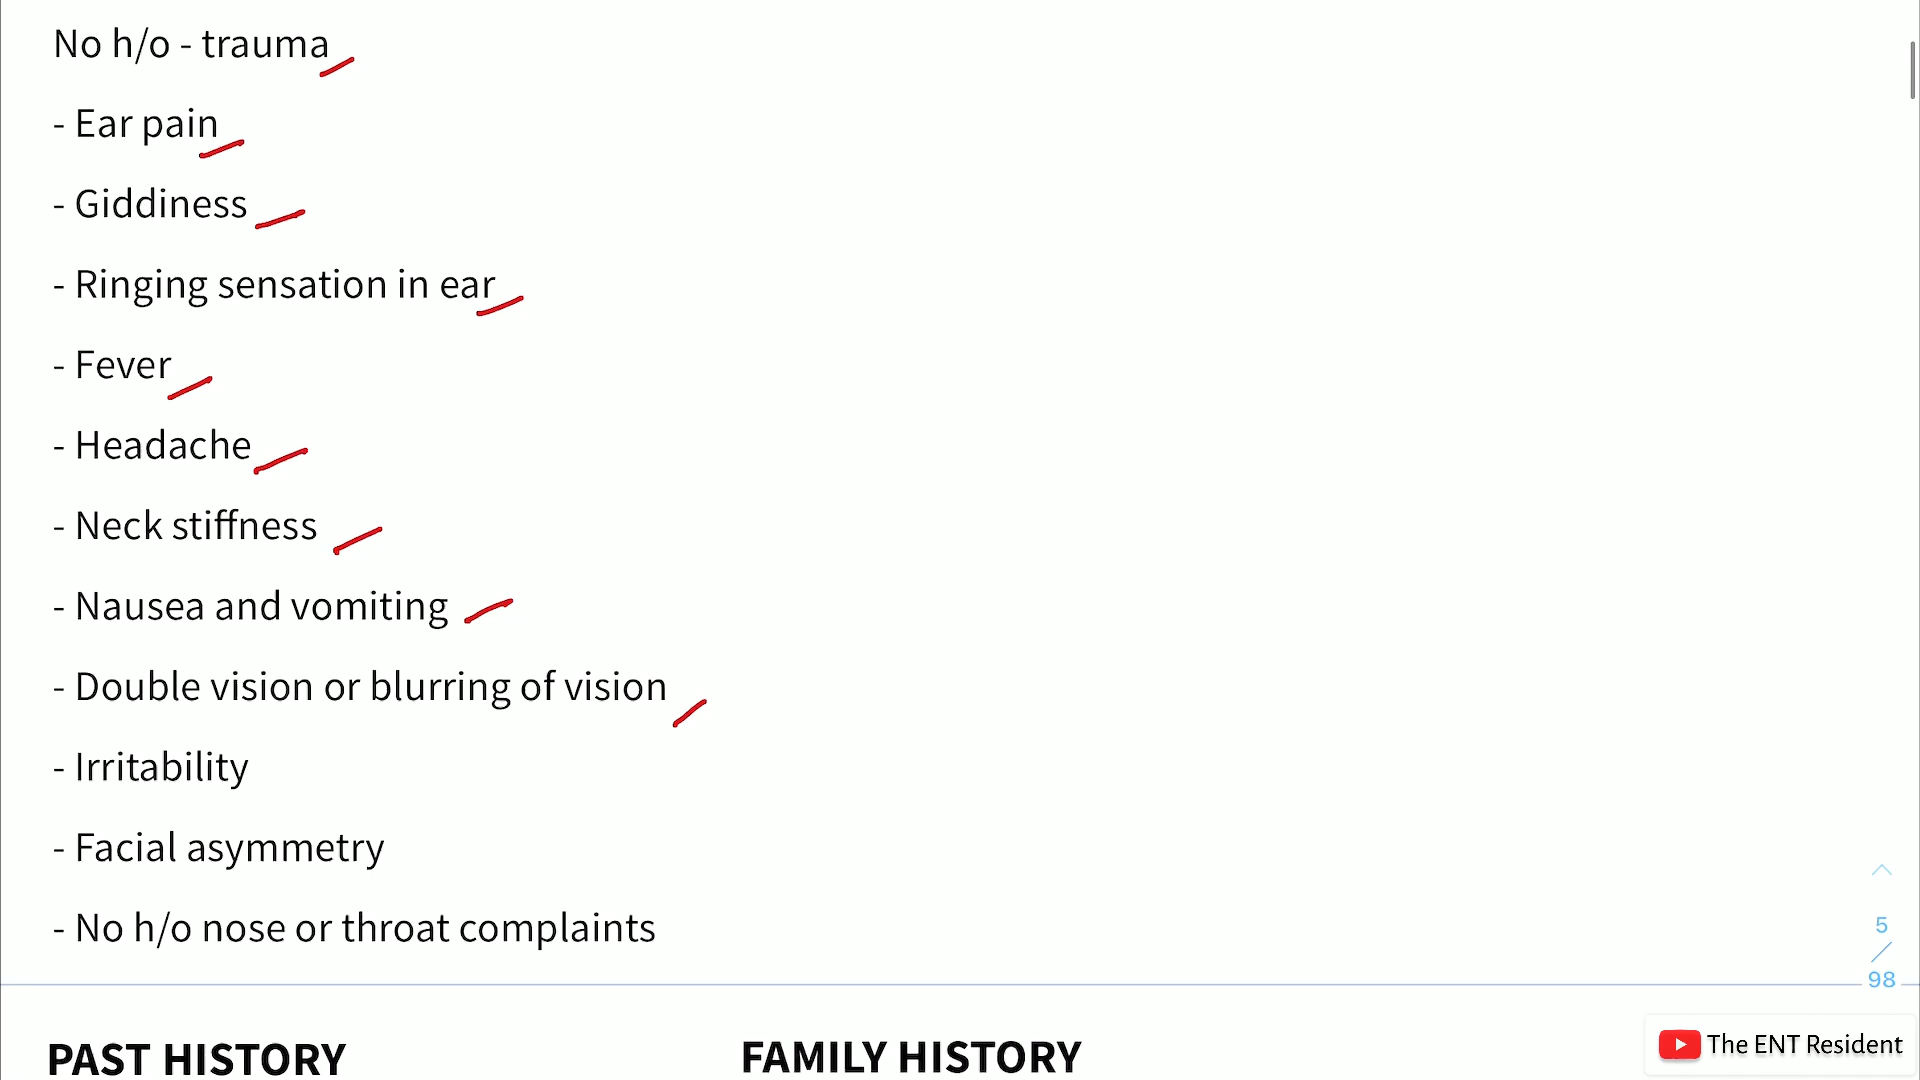 No h/o - trauma
- Ear pain
- Giddiness
- Ringing sensation in ear
- Fever
- Headache
- Neck stiffness
- Nausea and vomiting
- Double vision or blurring of vision
- Irritability
- Facial asymmetry
- No h/o nose or throat complaints
5
/
98
PAST HISTORY
FAMILY HISTORY
The ENT Resident